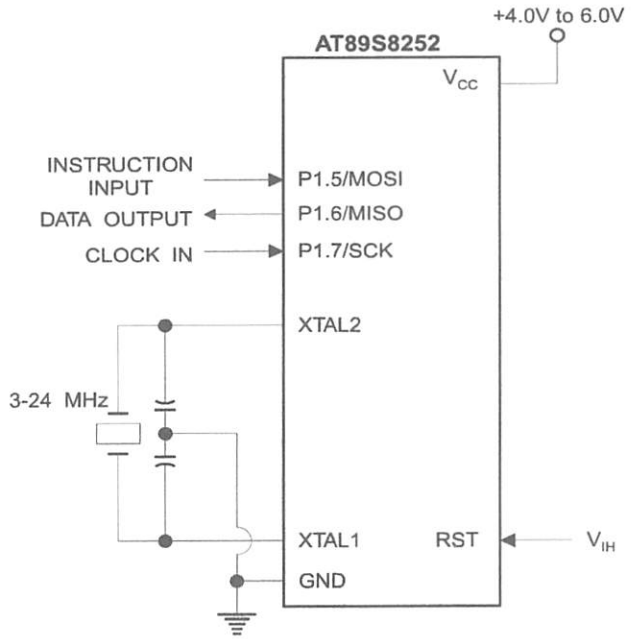 +4.0V to 6.0V
AT89S8252
VCC
INSTRUCTION
INPUT
P1.5/MOSI
DATA OUTPUT
P1.6/MISO
CLOCK IN
P1.7/SCK
XTAL2
3-24 MHz
XTAL1
RST
VIH
GND